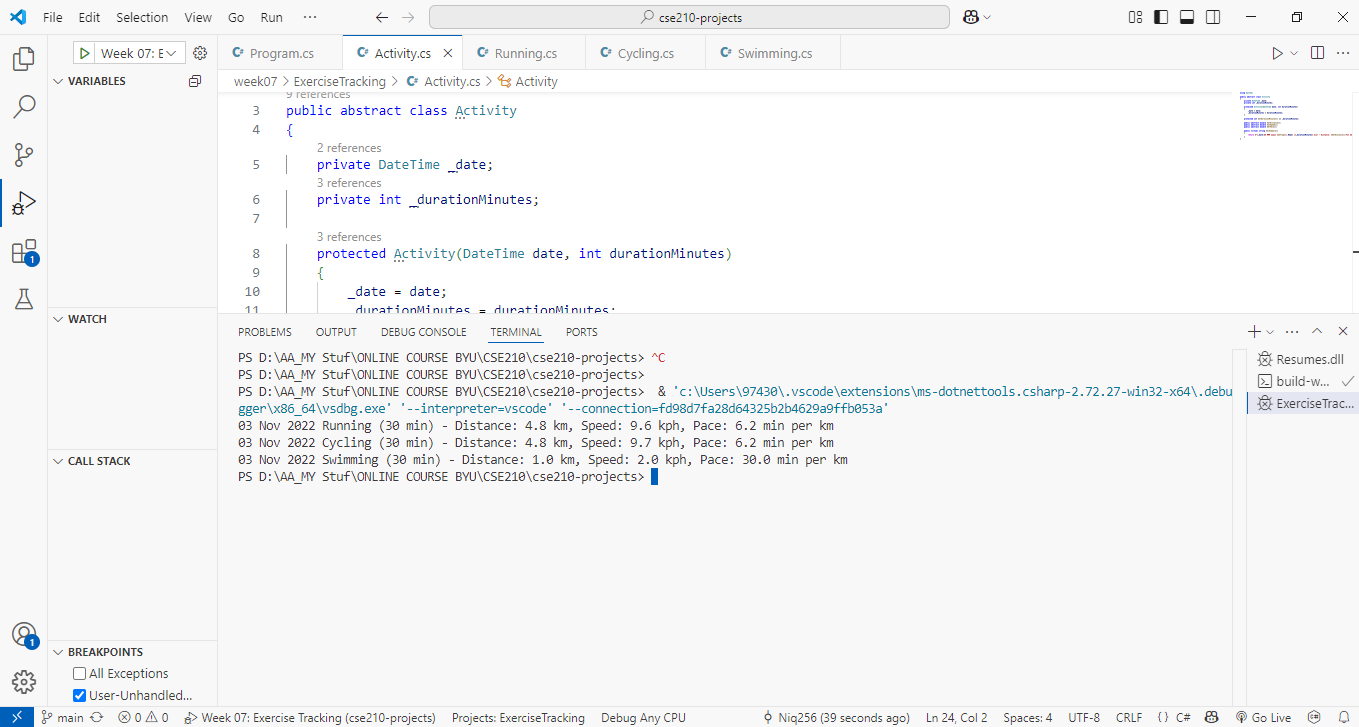 File Edit Selection View Go Run ··· cse210-projects
Week 07: E
Program.cs Activity.cs Running.cs Cycling.cs Swimming.cs
VARIABLES
week07 > ExerciseTracking > Activity.cs > Activity
9 references
3 public abstract class Activity
4 {
2 references
5 private DateTime _date;
3 references
6 private int _durationMinutes;
7
3 references
8 protected Activity(DateTime date, int durationMinutes)
9 {
10 _date = date;
11 _durationMinutes = durationMinutes;
WATCH
CALL STACK
BREAKPOINTS
All Exceptions
User-Unhandled...
PROBLEMS OUTPUT DEBUG CONSOLE TERMINAL PORTS
PS D:\AA_MY Stuf\ONLINE COURSE BYU\CSE210\cse210-projects> ^C
PS D:\AA_MY Stuf\ONLINE COURSE BYU\CSE210\cse210-projects>
PS D:\AA_MY Stuf\ONLINE COURSE BYU\CSE210\cse210-projects>  & 'c:\Users\97430\.vscode\extensions\ms-dotnettools.csharp-2.72.27-win32-x64\.debu
gger\x86_64\vsdbg.exe' '--interpreter=vscode' '--connection=fd98d7fa28d64325b2b4629a9ffb053a'
03 Nov 2022 Running (30 min) - Distance: 4.8 km, Speed: 9.6 kph, Pace: 6.2 min per km
03 Nov 2022 Cycling (30 min) - Distance: 4.8 km, Speed: 9.7 kph, Pace: 6.2 min per km
03 Nov 2022 Swimming (30 min) - Distance: 1.0 km, Speed: 2.0 kph, Pace: 30.0 min per km
PS D:\AA_MY Stuf\ONLINE COURSE BYU\CSE210\cse210-projects>
Resumes.dll
build-w...
ExerciseTrac...
1
1
main 0 0 Week 07: Exercise Tracking (cse210-projects) Projects: ExerciseTracking Debug Any CPU Niq256 (39 seconds ago) Ln 24, Col 2 Spaces: 4 UTF-8 CRLF {} C# Go Live